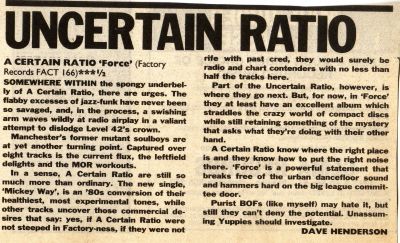 UNCERTAIN RATIO
A CERTAIN RATIO 'Force' (Factory
Records FACT 166)***½
SOMEWHERE WITHIN the spongy underbel-
ly of A Certain Ratio, there are urges. The
flabby excesses of jazz-funk have never been
so savaged, and, in the process, a swishing
arm waves wildly at radio airplay in a valiant
attempt to dislodge Level 42's crown.
Manchester's former mutant soulboys are
at yet another turning point. Captured over
eight tracks is the current flux, the leftfield
delights and the MOR workouts.
In a sense, A Certain Ratio are still so
much more than ordinary. The new single,
'Mickey Way', is an '80s conversion of their
healthiest, most experimental tones, while
other tracks uncover those commercial de-
sires that say: yes, if A Certain Ratio were
not steeped in Factory-ness, if they were not
rife with past cred, they would surely be
radio and chart contenders with no less than
half the tracks here.
Part of the Uncertain Ratio, however, is
where they go next. But, for now, in 'Force'
they at least have an excellent album which
straddles the crazy world of compact discs
while still retaining something of the mystery
that asks what they're doing with their other
hand.
A Certain Ratio know where the right place
is and they know how to put the right noise
there. 'Force' is a powerful statement that
breaks free of the urban dancefloor sound
and hammers hard on the big league commit-
tee door.
Purist BOFs (like myself) may hate it, but
still they can't deny the potential. Unassum-
ing Yuppies should investigate.
DAVE HENDERSON